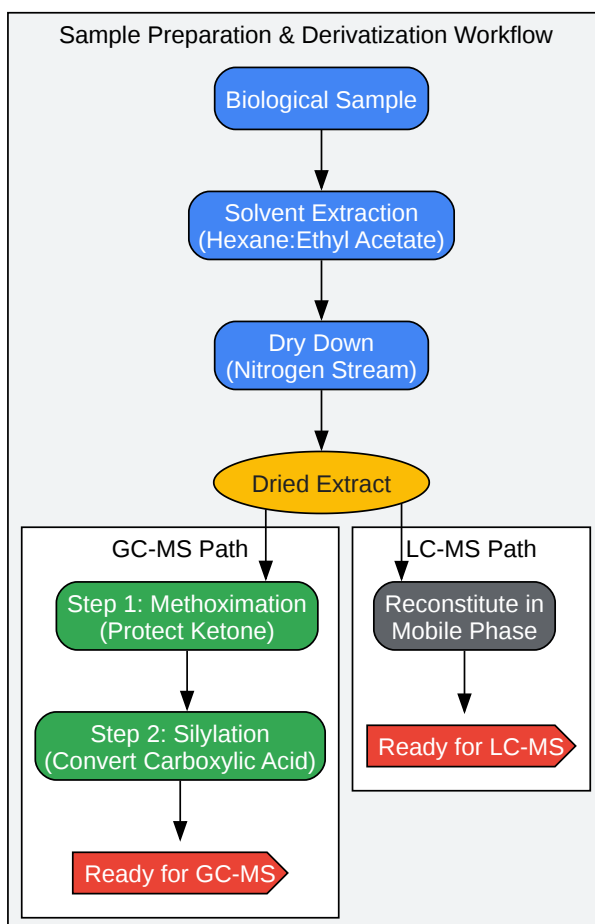 Sample Preparation & Derivatization Workflow
Biological Sample
Solvent Extraction
(Hexane:Ethyl Acetate)
Dry Down
(Nitrogen Stream)
Dried Extract
GC-MS Path
Step 1: Methoximation
(Protect Ketone)
Step 2: Silylation
(Convert Carboxylic Acid)
Ready for GC-MS
LC-MS Path
Reconstitute in
Mobile Phase
Ready for LC-MS